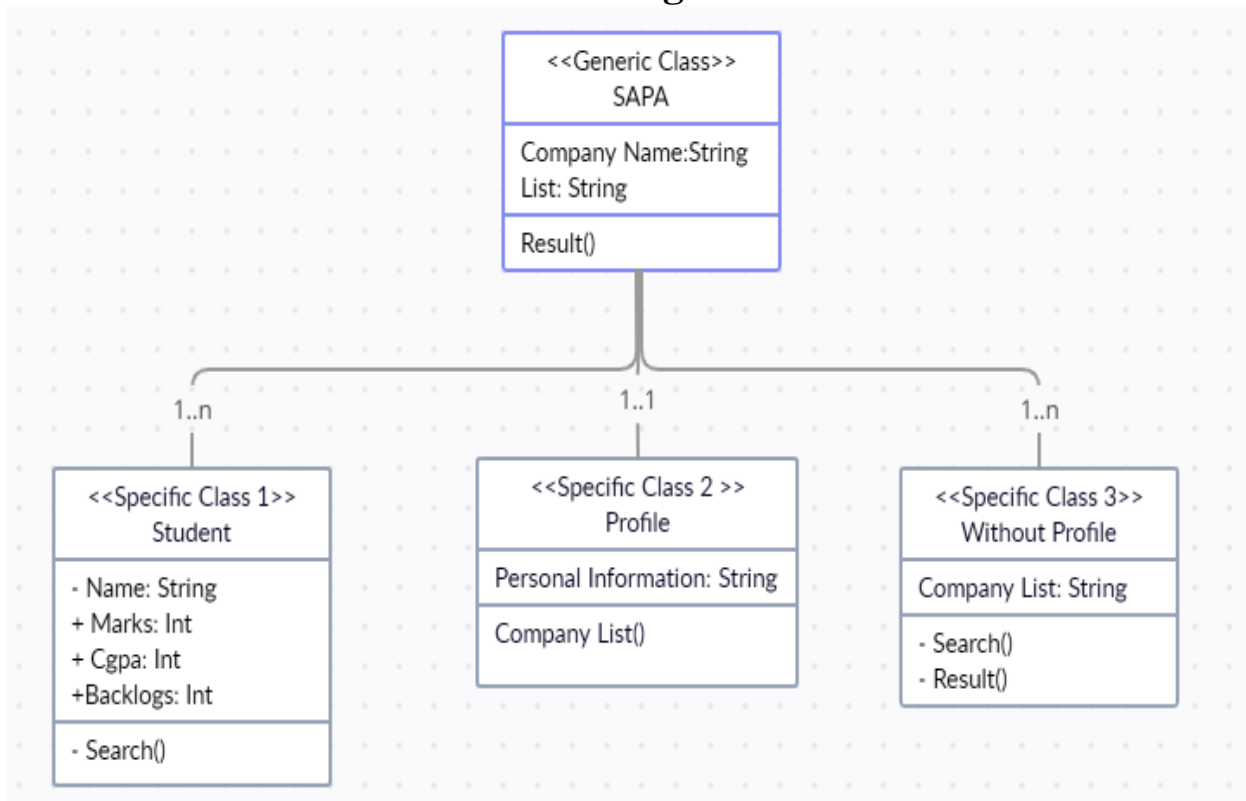 <<Generic Class>>
SAPA
Company Name:String
List: String
Result()
1..n
1..1
1..n
<<Specific Class 1>>
Student
- Name: String
+ Marks: Int
+ Cgpa: Int
+Backlogs: Int
- Search()
<<Specific Class 2 >>
Profile
Personal Information: String
Company List()
<<Specific Class 3>>
Without Profile
Company List: String
- Search()
- Result()